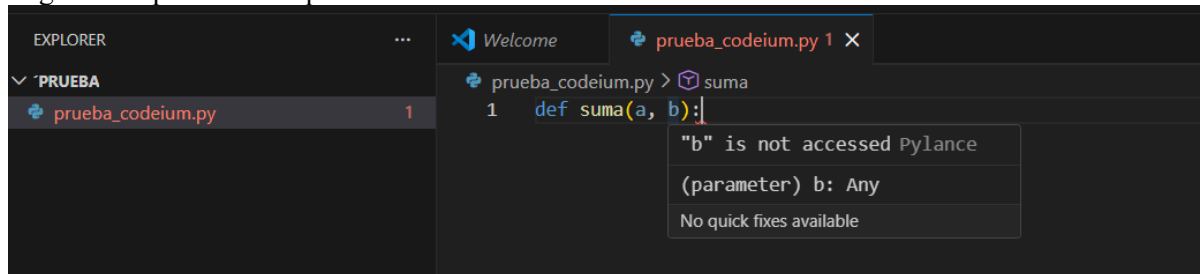 EXPLORER ...
Welcome prueba_codeium.py 1
´PRUEBA
prueba_codeium.py > suma
prueba_codeium.py 1
1 def suma(a, b):
"b" is not accessed Pylance
(parameter) b: Any
No quick fixes available